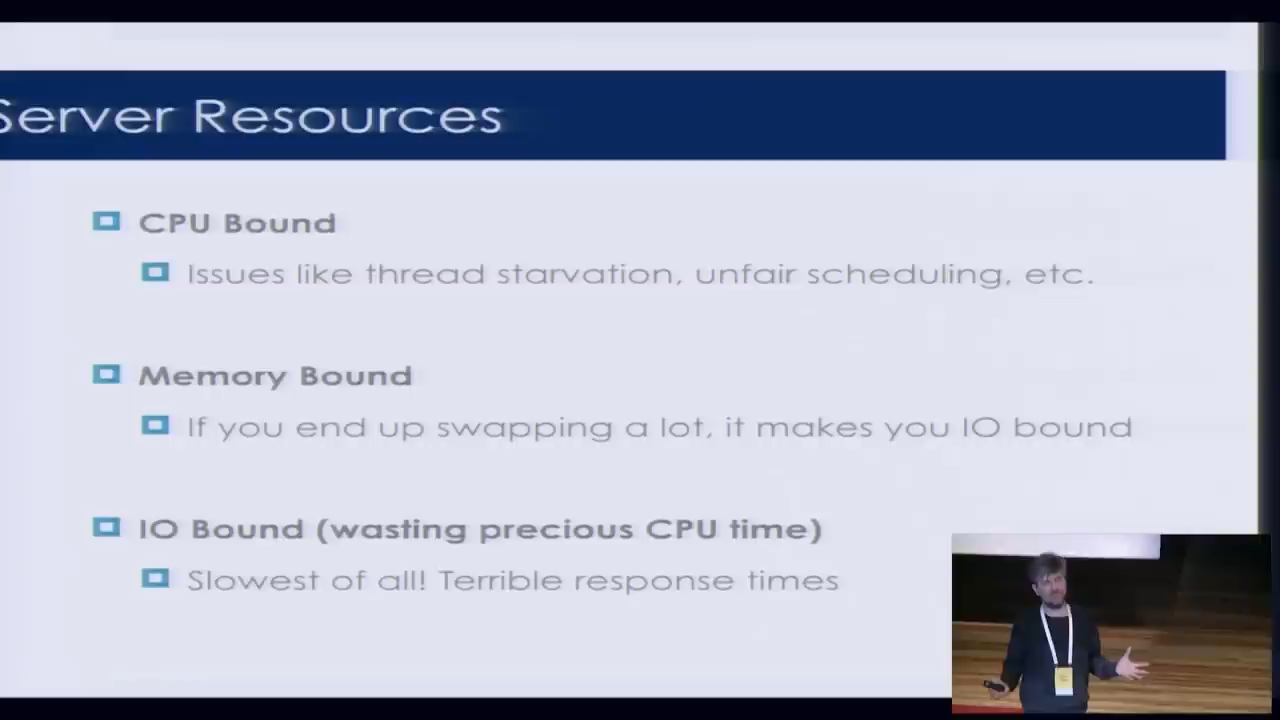 Server Resources
CPU Bound
Issues like thread starvation, unfair scheduling, etc.
Memory Bound
If you end up swapping a lot, it makes you IO bound
IO Bound (wasting precious CPU time)
Slowest of all! Terrible response times